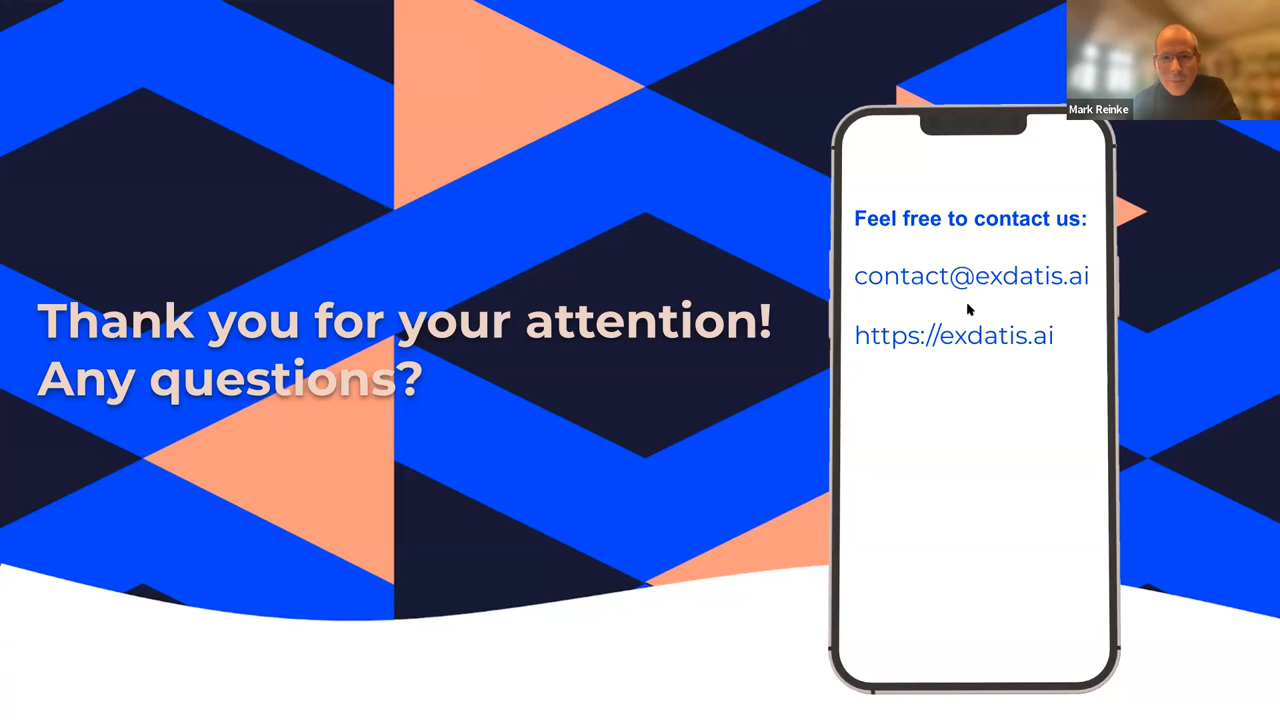 Mark Reinke
Thank you for your attention!
Any questions?
Feel free to contact us:
contact@exdatis.ai
https://exdatis.ai